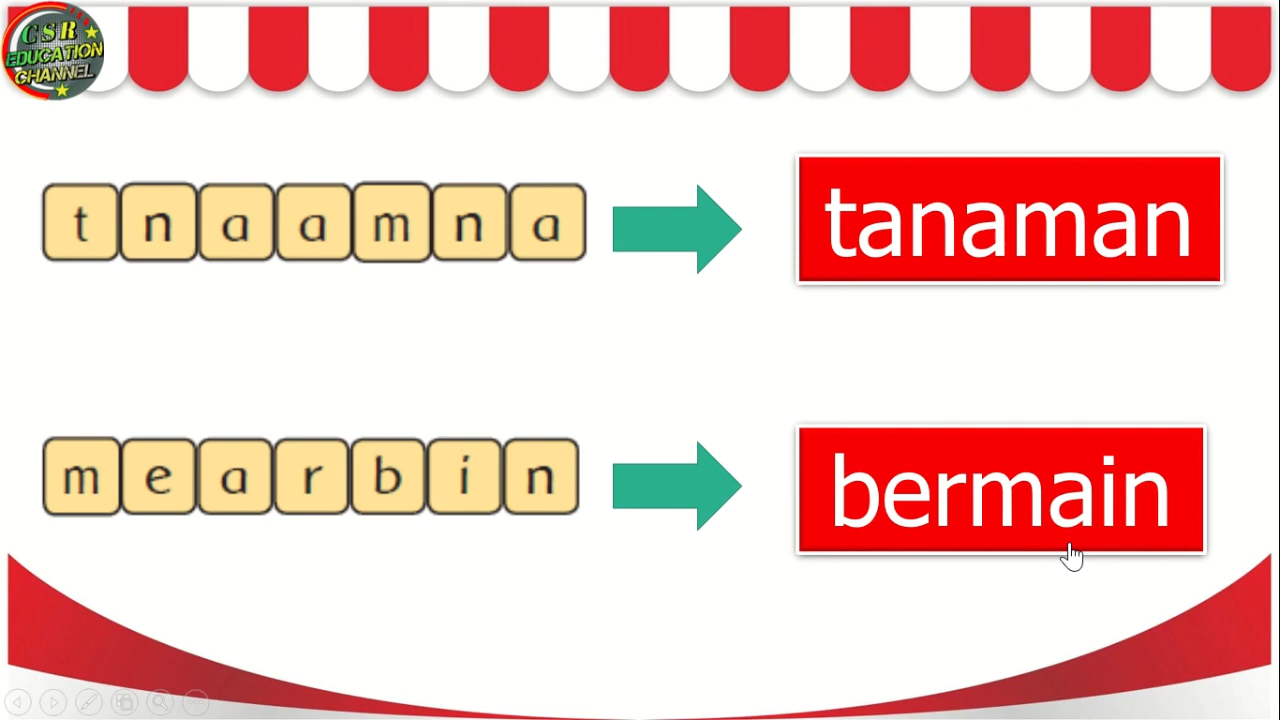 CSR
EDUCATION
CHANNEL
t n a a m n a
tanaman
m e a r b i n
bermain